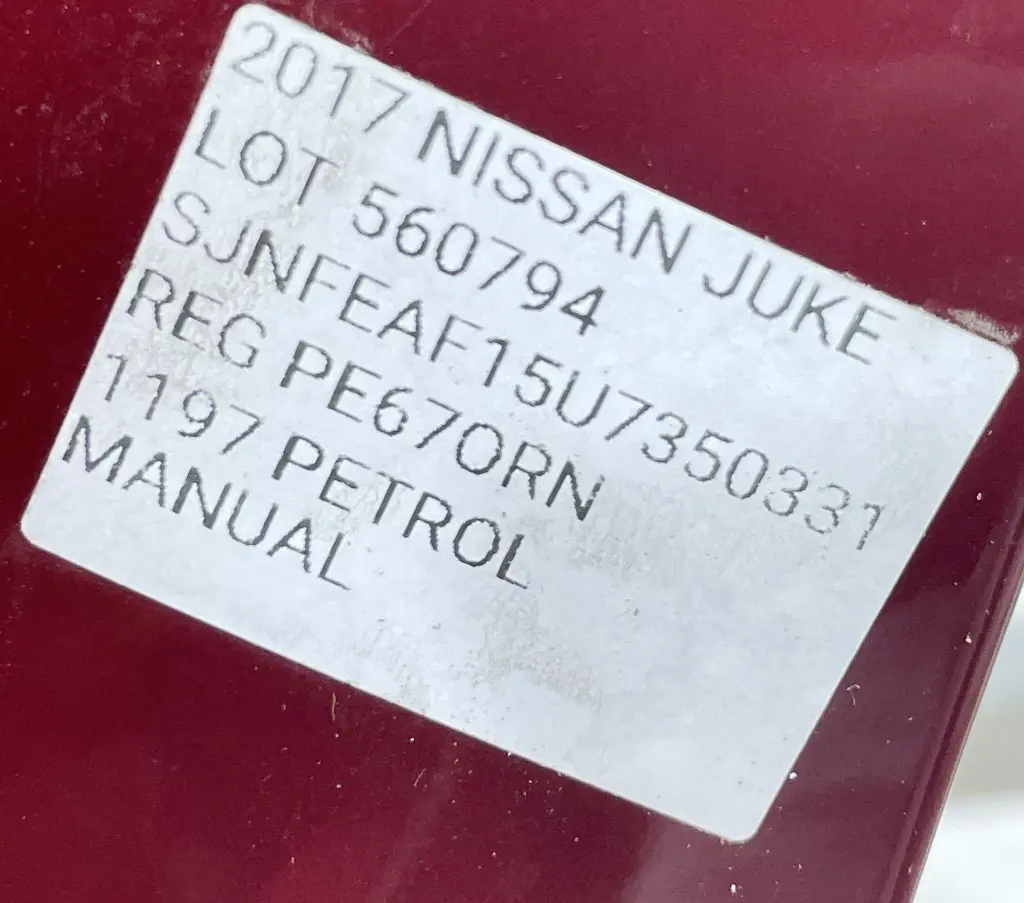 2017 NISSAN JUKE
LOT 560794
SJNFEAF15U7350331
REG PE67ORN
1197 PETROL
MANUAL